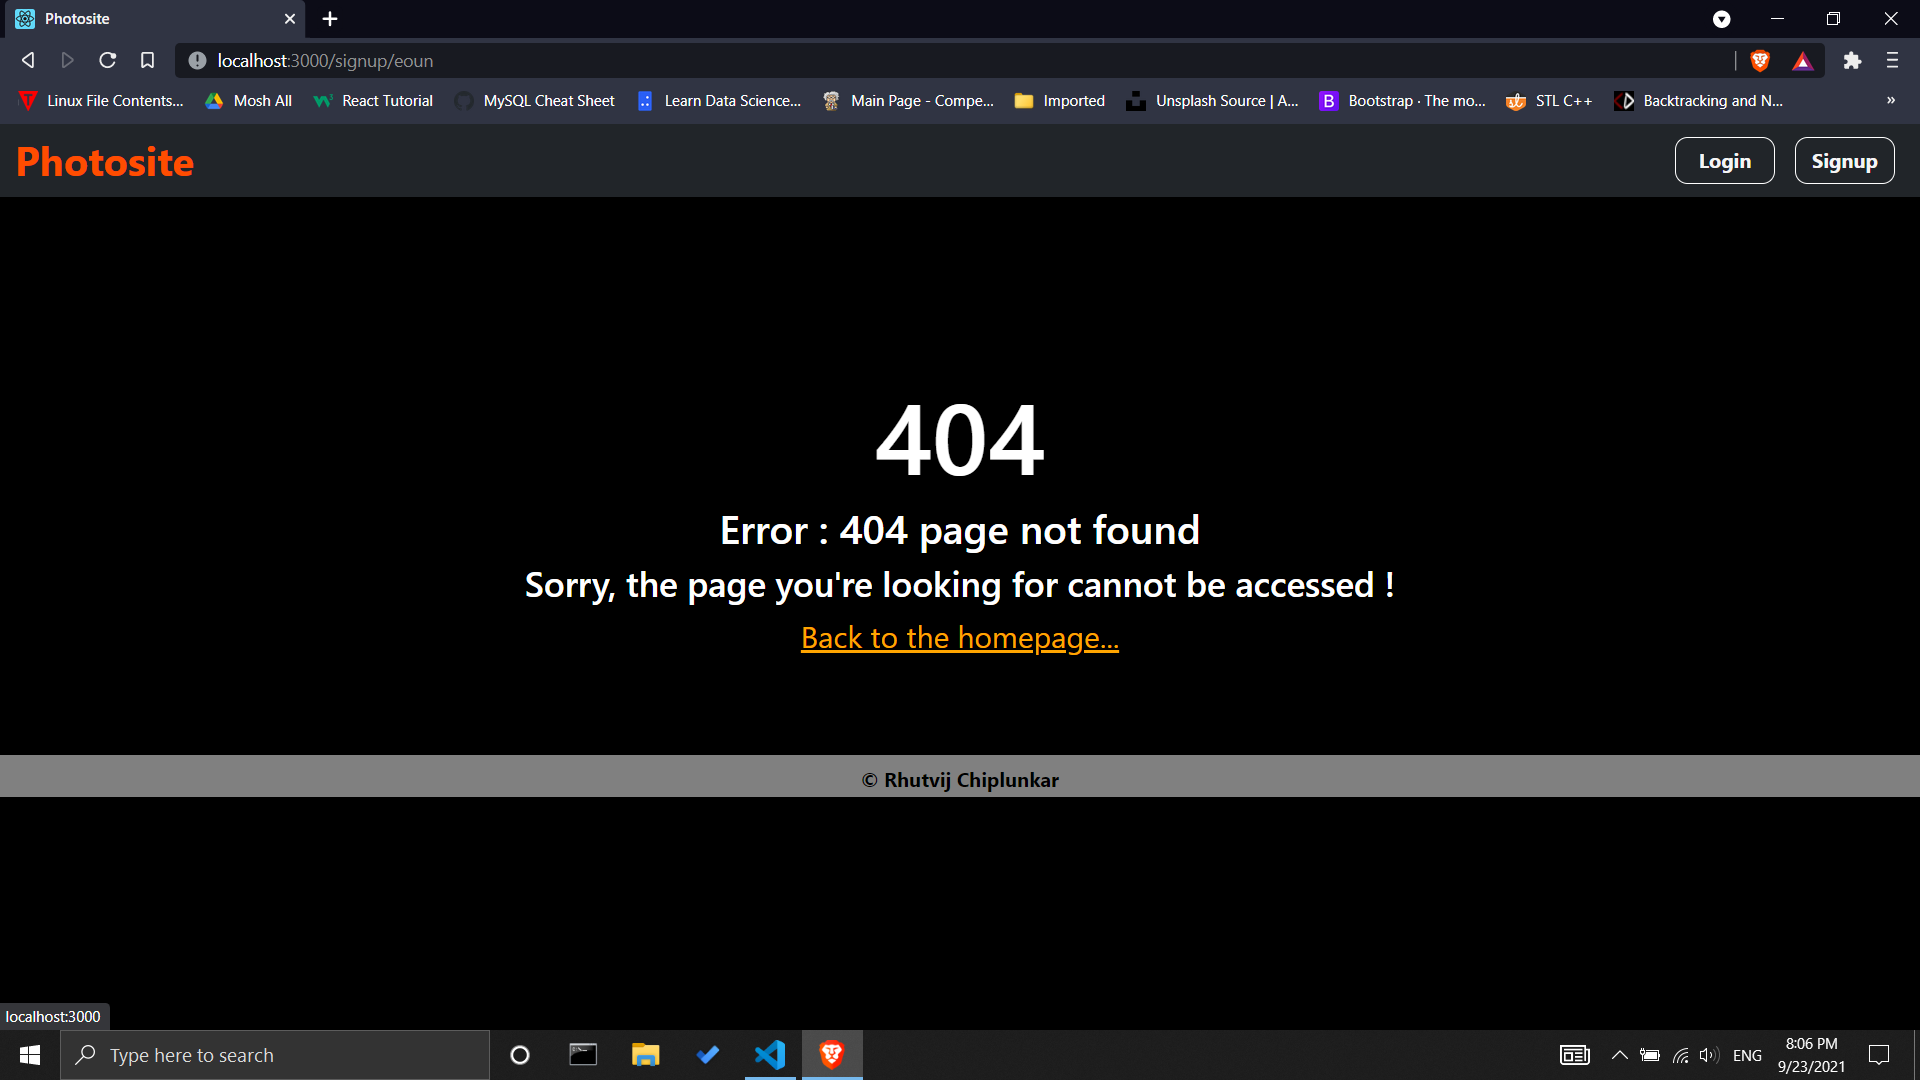 Photosite
localhost:3000/signup/eoun
Linux File Contents... Mosh All React Tutorial MySQL Cheat Sheet Learn Data Science... Main Page - Compe... Imported Unsplash Source | A... Bootstrap · The mo... STL C++ Backtracking and N... »
Photosite Login Signup
404
Error : 404 page not found
Sorry, the page you're looking for cannot be accessed !
Back to the homepage...
© Rhutvij Chiplunkar
localhost:3000
Type here to search ENG 8:06 PM
9/23/2021